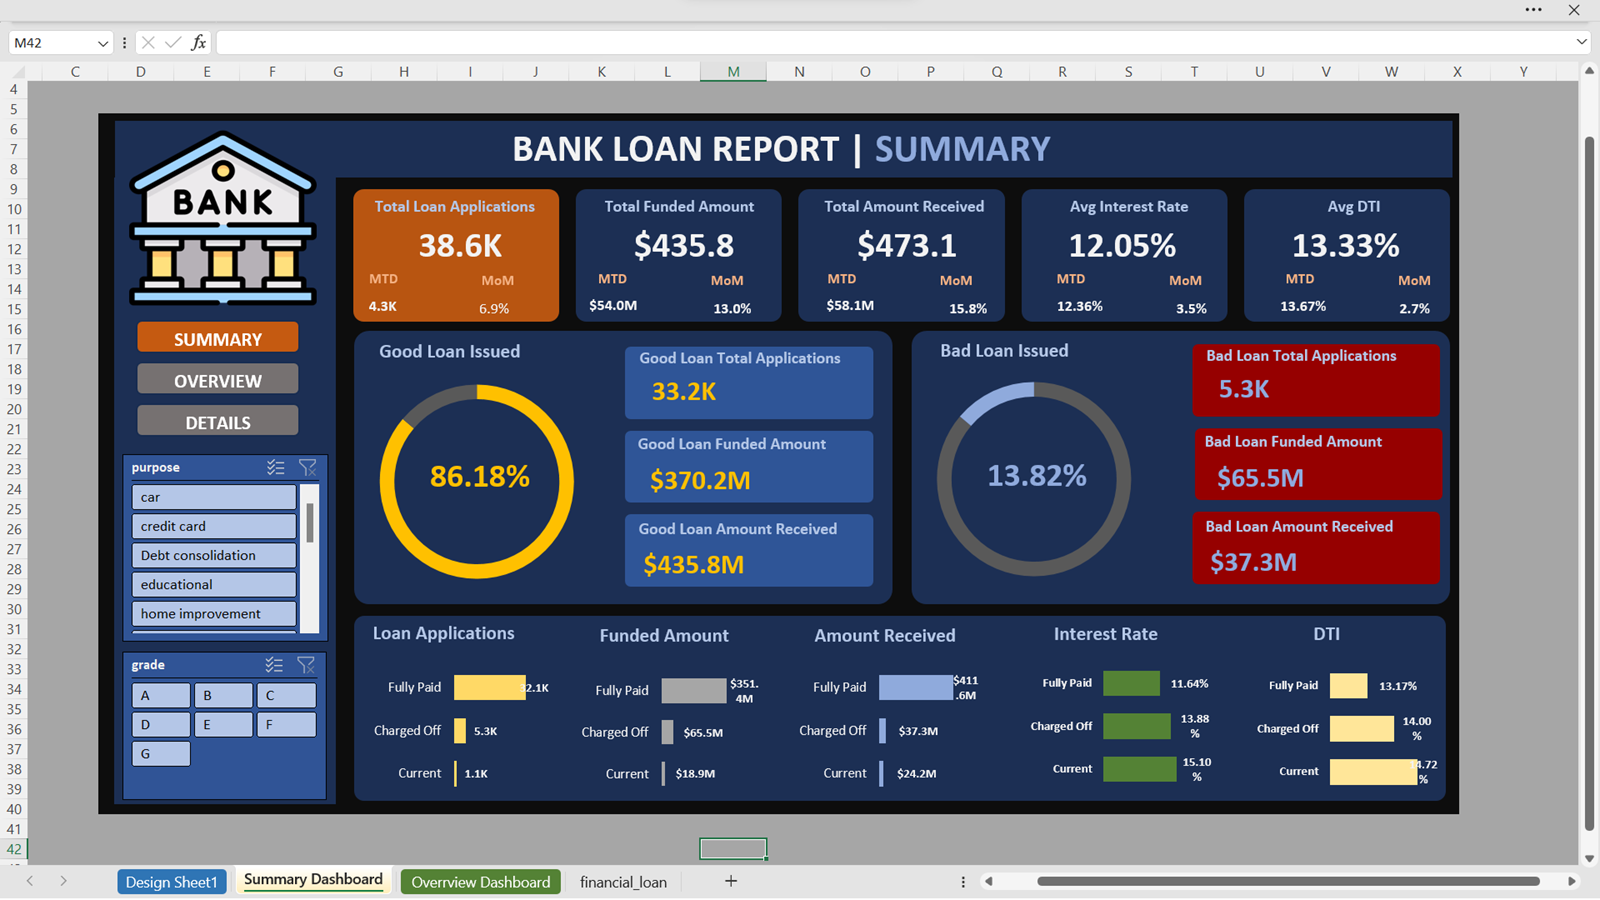 M42
fx
C D E F G H I J K L M N O P Q R S T U V W X Y
4
5
6
7
8
9
10
11
12
13
14
15
16
17
18
19
20
21
22
23
24
25
26
27
28
29
30
31
32
33
34
35
36
37
38
39
40
41
42
BANK
BANK LOAN REPORT | SUMMARY
Total Loan Applications
38.6K
MTD MoM
4.3K 6.9%
Total Funded Amount
$435.8
MTD MoM
$54.0M 13.0%
Total Amount Received
$473.1
MTD MoM
$58.1M 15.8%
Avg Interest Rate
12.05%
MTD MoM
12.36% 3.5%
Avg DTI
13.33%
MTD MoM
13.67% 2.7%
SUMMARY
OVERVIEW
DETAILS
purpose
car
credit card
Debt consolidation
educational
home improvement
grade
A B C
D E F
G
Good Loan Issued
86.18%
Good Loan Total Applications
33.2K
Good Loan Funded Amount
$370.2M
Good Loan Amount Received
$435.8M
Bad Loan Issued
13.82%
Bad Loan Total Applications
5.3K
Bad Loan Funded Amount
$65.5M
Bad Loan Amount Received
$37.3M
Loan Applications
Fully Paid 32.1K
Charged Off 5.3K
Current 1.1K
Funded Amount
Fully Paid $351.
4M
Charged Off $65.5M
Current $18.9M
Amount Received
Fully Paid $411
.6M
Charged Off $37.3M
Current $24.2M
Interest Rate
Fully Paid 11.64%
Charged Off 13.88
%
Current 15.10
%
DTI
Fully Paid 13.17%
Charged Off 14.00
%
Current 14.72
%
Design Sheet1 Summary Dashboard Overrview Dashboard financial_loan